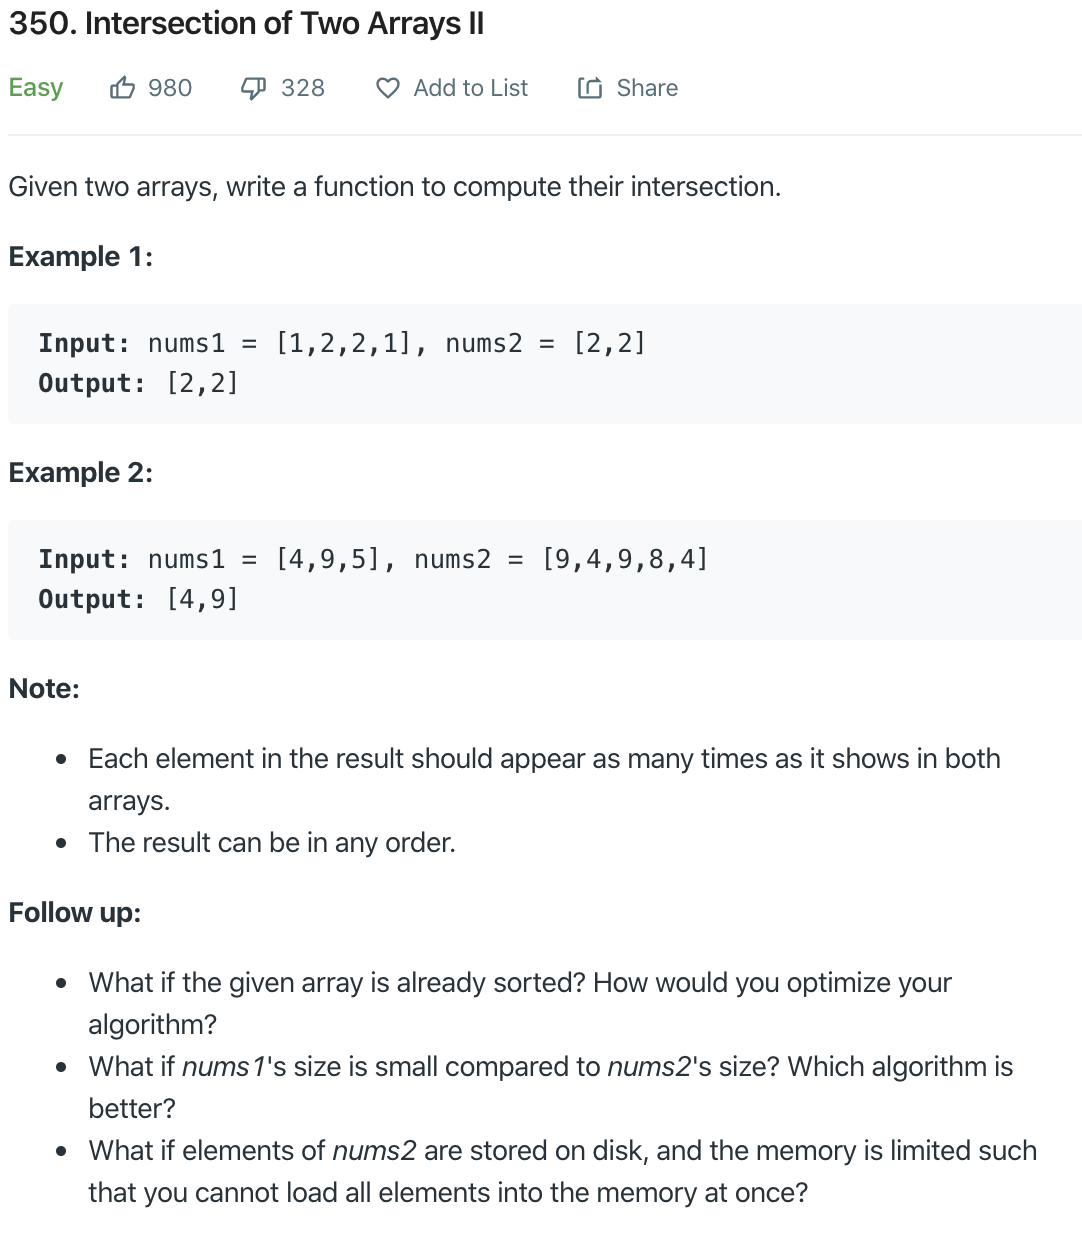 350. Intersection of Two Arrays II
Easy 980 328 Add to List Share
Given two arrays, write a function to compute their intersection.
Example 1:
Input: nums1 = [1,2,2,1], nums2 = [2,2]
Output: [2,2]
Example 2:
Input: nums1 = [4,9,5], nums2 = [9,4,9,8,4]
Output: [4,9]
Note:
• Each element in the result should appear as many times as it shows in both
arrays.
• The result can be in any order.
Follow up:
• What if the given array is already sorted? How would you optimize your
algorithm?
• What if nums1's size is small compared to nums2's size? Which algorithm is
better?
• What if elements of nums2 are stored on disk, and the memory is limited such
that you cannot load all elements into the memory at once?